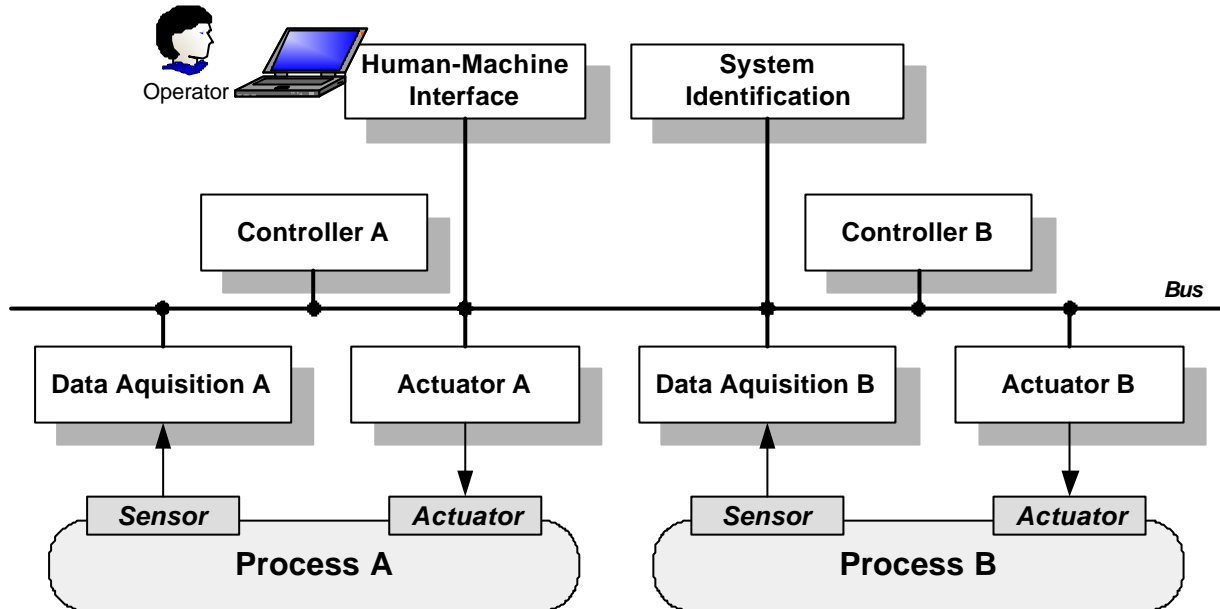 Human-Machine
Interface
System
Identification
Operator
Controller A
Controller B
Bus
Data Aquisition A
Actuator A
Data Aquisition B
Actuator B
Sensor
Actuator
Sensor
Actuator
Process A
Process B